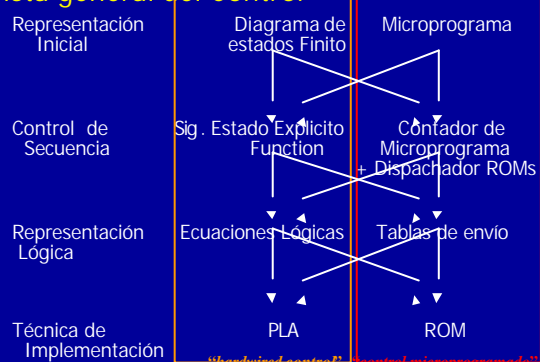 ista general del control
Representación Inicial
Diagrama de estados Finito
Microprograma
Control de Secuencia
Sig. Estado Explicito Function
Contador de Microprograma + Dispachador ROMs
Representación Lógica
Ecuaciones Lógicas
Tablas de envío
Técnica de Implementación
PLA
ROM
"hardwired control"
"control microprogramado"